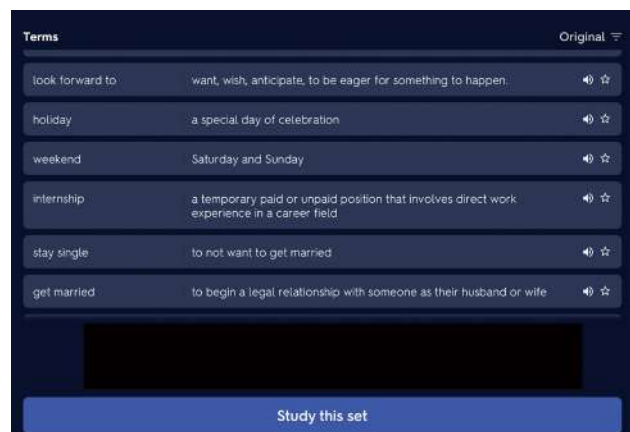 Terms
Original
look forward to
want, wish, anticipate, to be eager for something to happen.
holiday
a special day of celebration
weekend
Saturday and Sunday
internship
a temporary paid or unpaid position that involves direct work
experience in a career field
stay single
to not want to get married
get married
to begin a legal relationship with someone as their husband or wife
Study this set